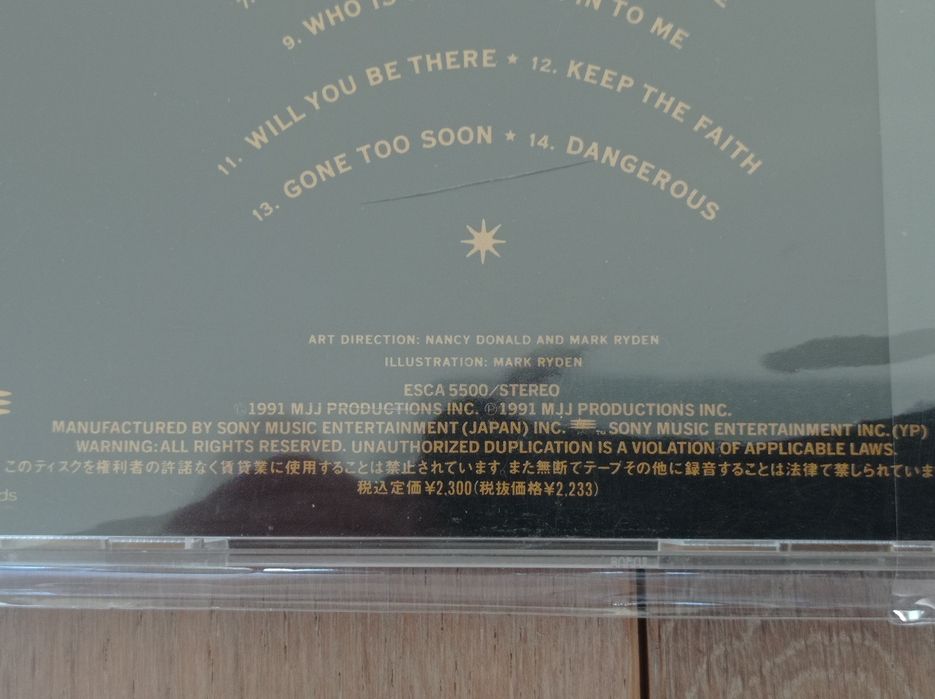 9. WHO IS IN TO ME
11. WILL YOU BE THERE ★ 12. KEEP THE FAITH
13. GONE TOO SOON ★ 14. DANGEROUS
ART DIRECTION: NANCY DONALD AND MARK RYDEN
ILLUSTRATION: MARK RYDEN
ESCA 5500/STEREO
©1991 MJJ PRODUCTIONS INC. ℗1991 MJJ PRODUCTIONS INC.
MANUFACTURED BY SONY MUSIC ENTERTAINMENT (JAPAN) INC. ™ SONY MUSIC ENTERTAINMENT INC. (YP)
WARNING: ALL RIGHTS RESERVED. UNAUTHORIZED DUPLICATION IS A VIOLATION OF APPLICABLE LAWS.
このディスクを権利者の許諾なく賃貸業に使用することは禁止されています。また無断でテープその他に録音することは法律で禁じられていま
ds
税込定価¥2,300(税抜価格¥2,233)